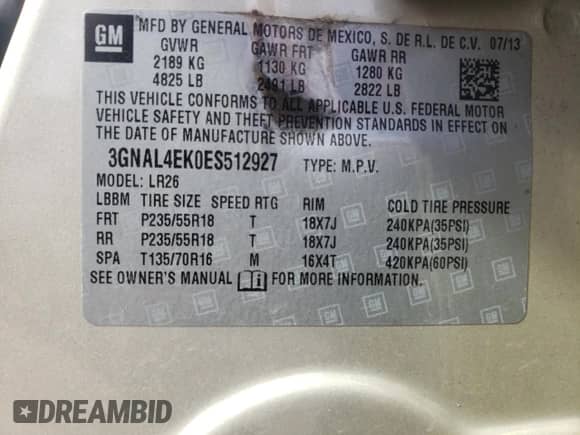 GM MFD BY GENERAL MOTORS DE MEXICO, S. DE R.L. DE C.V. 07/13
GVWR GAWR FRT GAWR RR
2189 KG 1130 KG 1280 KG
4825 LB 2491 LB 2822 LB
THIS VEHICLE CONFORMS TO ALL APPLICABLE U.S. FEDERAL MOTOR
VEHICLE SAFETY AND THEFT PREVENTION STANDARDS IN EFFECT ON
THE DATE OF MANUFACTURE SHOWN ABOVE.
3GNAL4EK0ES512927 TYPE: M.P.V.
MODEL: LR26
LBBM TIRE SIZE SPEED RTG RIM COLD TIRE PRESSURE
FRT P235/55R18 T 18X7J 240KPA(35PSI)
RR P235/55R18 T 18X7J 240KPA(35PSI)
SPA T135/70R16 M 16X4T 420KPA(60PSI)
SEE OWNER'S MANUAL FOR MORE INFORMATION.
DREAMBID